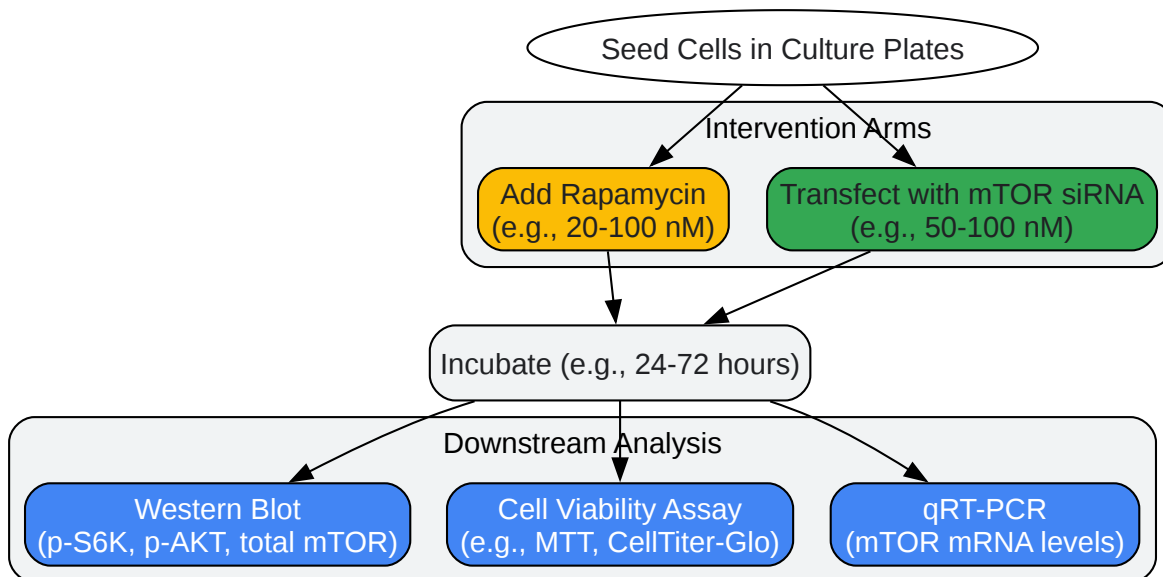 Seed Cells in Culture Plates
Intervention Arms
Add Rapamycin
(e.g., 20-100 nM)
Transfect with mTOR siRNA
(e.g., 50-100 nM)
Incubate (e.g., 24-72 hours)
Downstream Analysis
Western Blot
(p-S6K, p-AKT, total mTOR)
Cell Viability Assay
(e.g., MTT, CellTiter-Glo)
qRT-PCR
(mTOR mRNA levels)